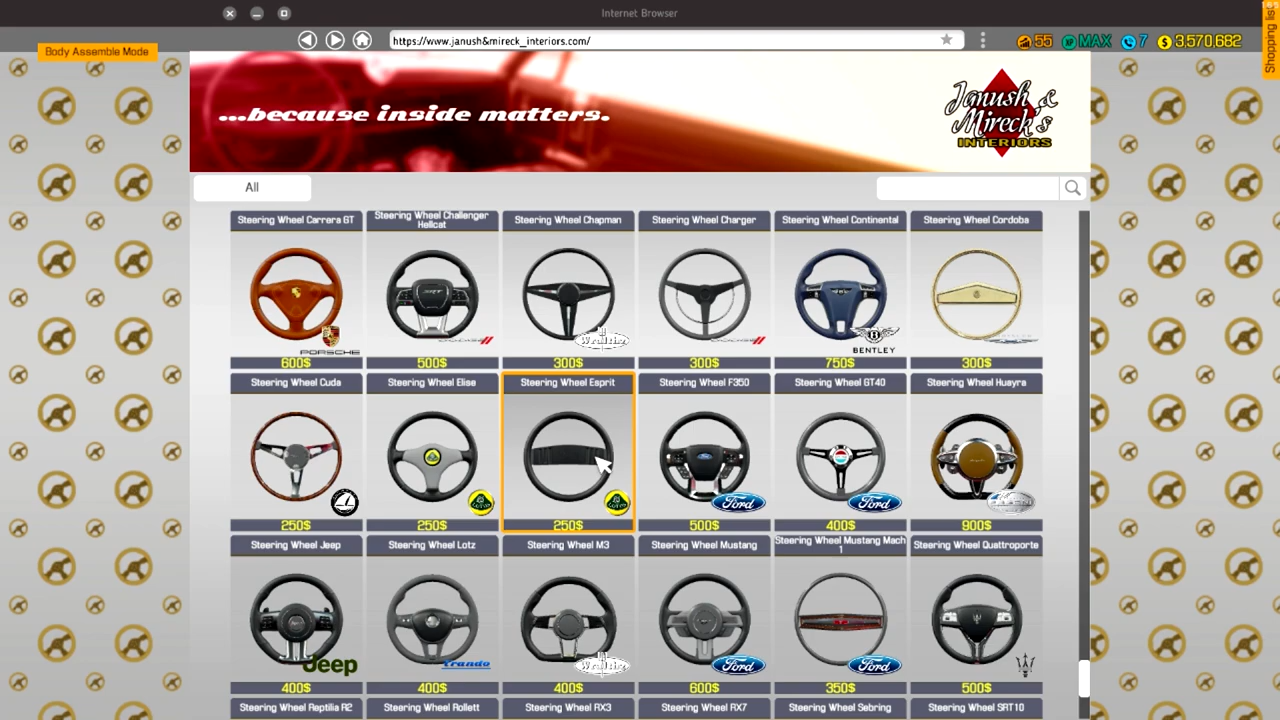 Internet Browser
Shopping list
Body Assemble Mode
https://www.janush&mireck_interiors.com/
55
XP MAX
7
$ 3,570,682
...because inside matters.
Janush &
Mireck's
INTERIORS
All
Steering Wheel Carrera GT
Steering Wheel Challenger Hellcat
Steering Wheel Chapman
Steering Wheel Charger
Steering Wheel Continental
Steering Wheel Cordoba
PORSCHE
BENTLEY
600$
500$
300$
300$
750$
300$
Steering Wheel Cuda
Steering Wheel Elise
Steering Wheel Esprit
Steering Wheel F350
Steering Wheel GT40
Steering Wheel Huayra
Ford
Ford
250$
250$
250$
500$
400$
900$
Steering Wheel Jeep
Steering Wheel Lotz
Steering Wheel M3
Steering Wheel Mustang
Steering Wheel Mustang Mach 1
Steering Wheel Quattroporte
Jeep
Trando
Ford
Ford
400$
400$
400$
600$
350$
500$
Steering Wheel Reptilia R2
Steering Wheel Rollett
Steering Wheel RX3
Steering Wheel RX7
Steering Wheel Sebring
Steering Wheel SRT10